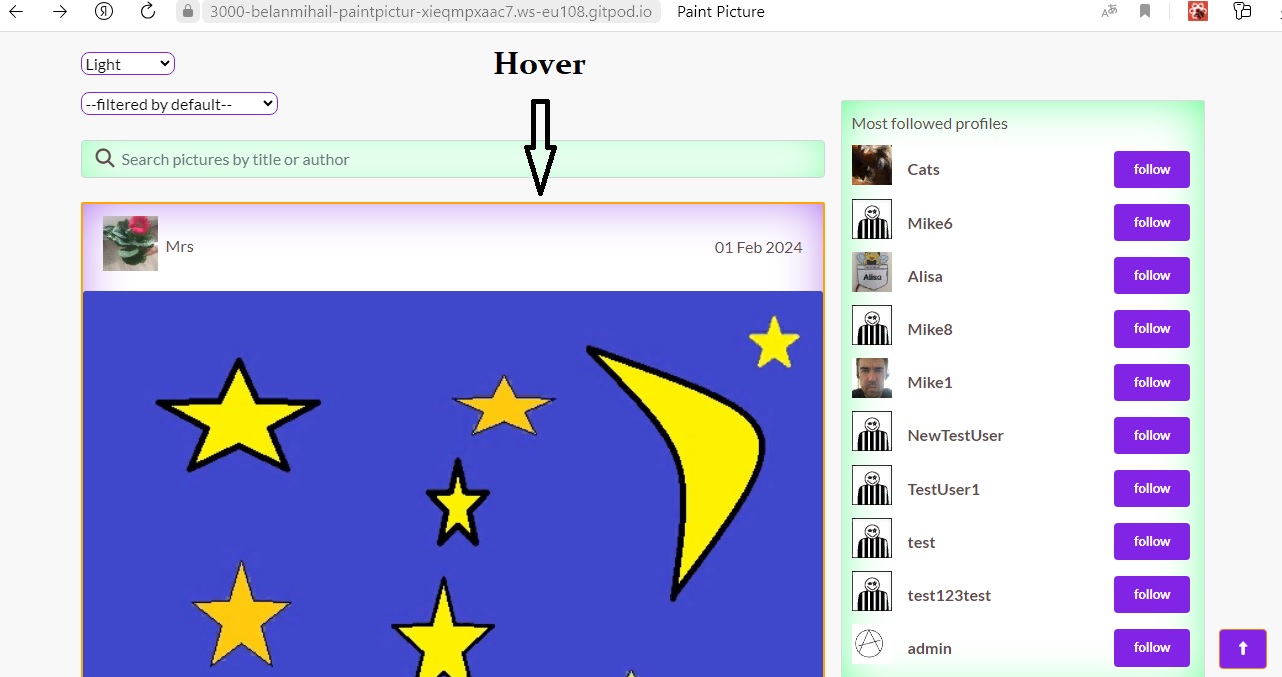 3000-belanmihail-paintpictur-xieqmpxaac7.ws-eu108.gitpod.io Paint Picture
Light
Hover
--filtered by default--
Search pictures by title or author
Mrs
01 Feb 2024
Most followed profiles
Cats follow
Mike6 follow
Alisa follow
Mike8 follow
Mike1 follow
NewTestUser follow
TestUser1 follow
test follow
test123test follow
admin follow